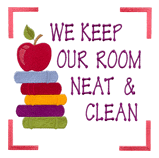 WE KEEP
OUR ROOM
NEAT &
CLEAN